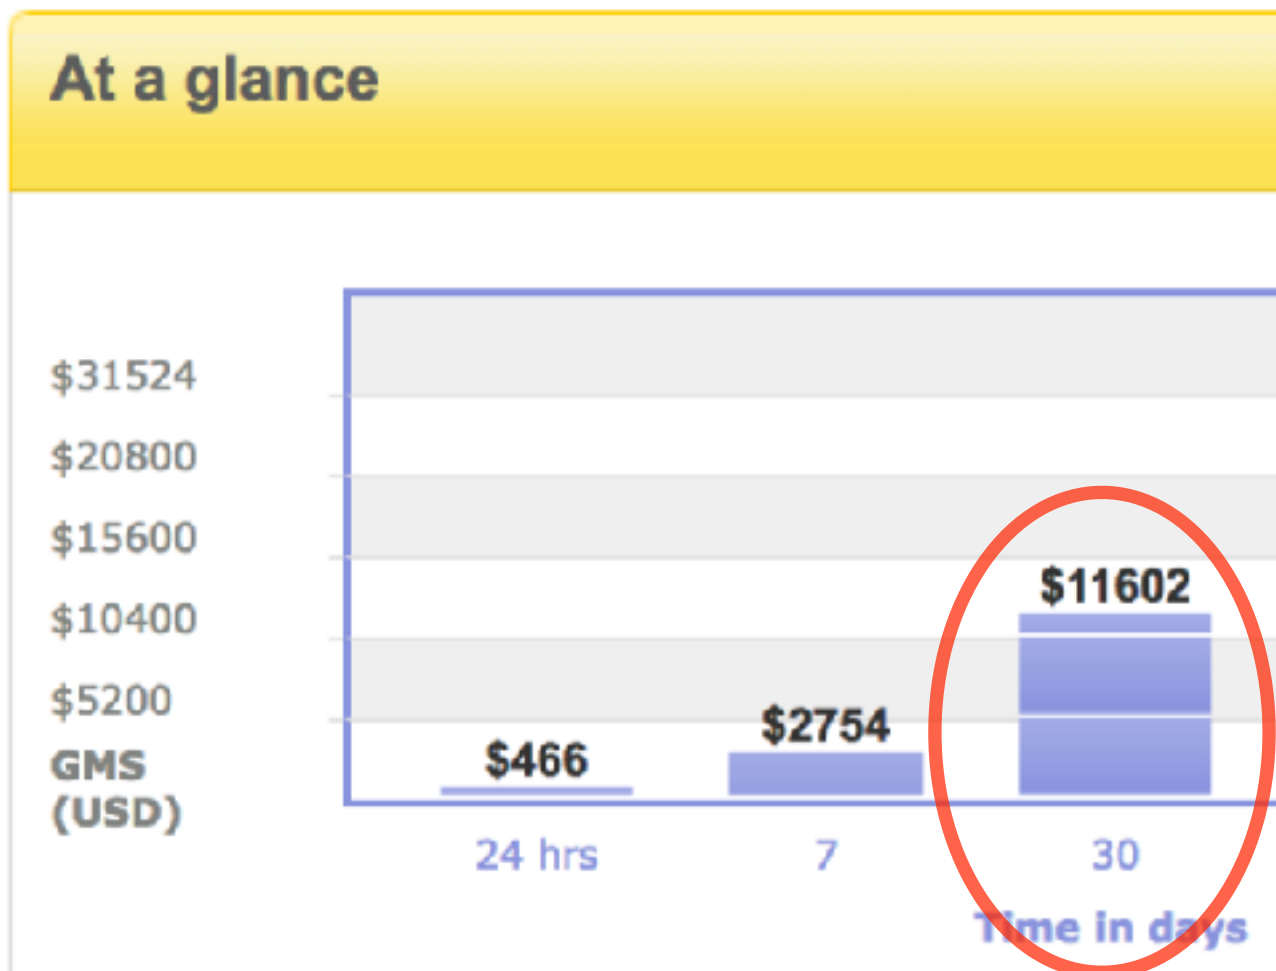 At a glance
$31524
$20800
$15600
$10400
$5200
GMS
(USD)
$466
$2754
$11602
24 hrs
7
30
Time in days